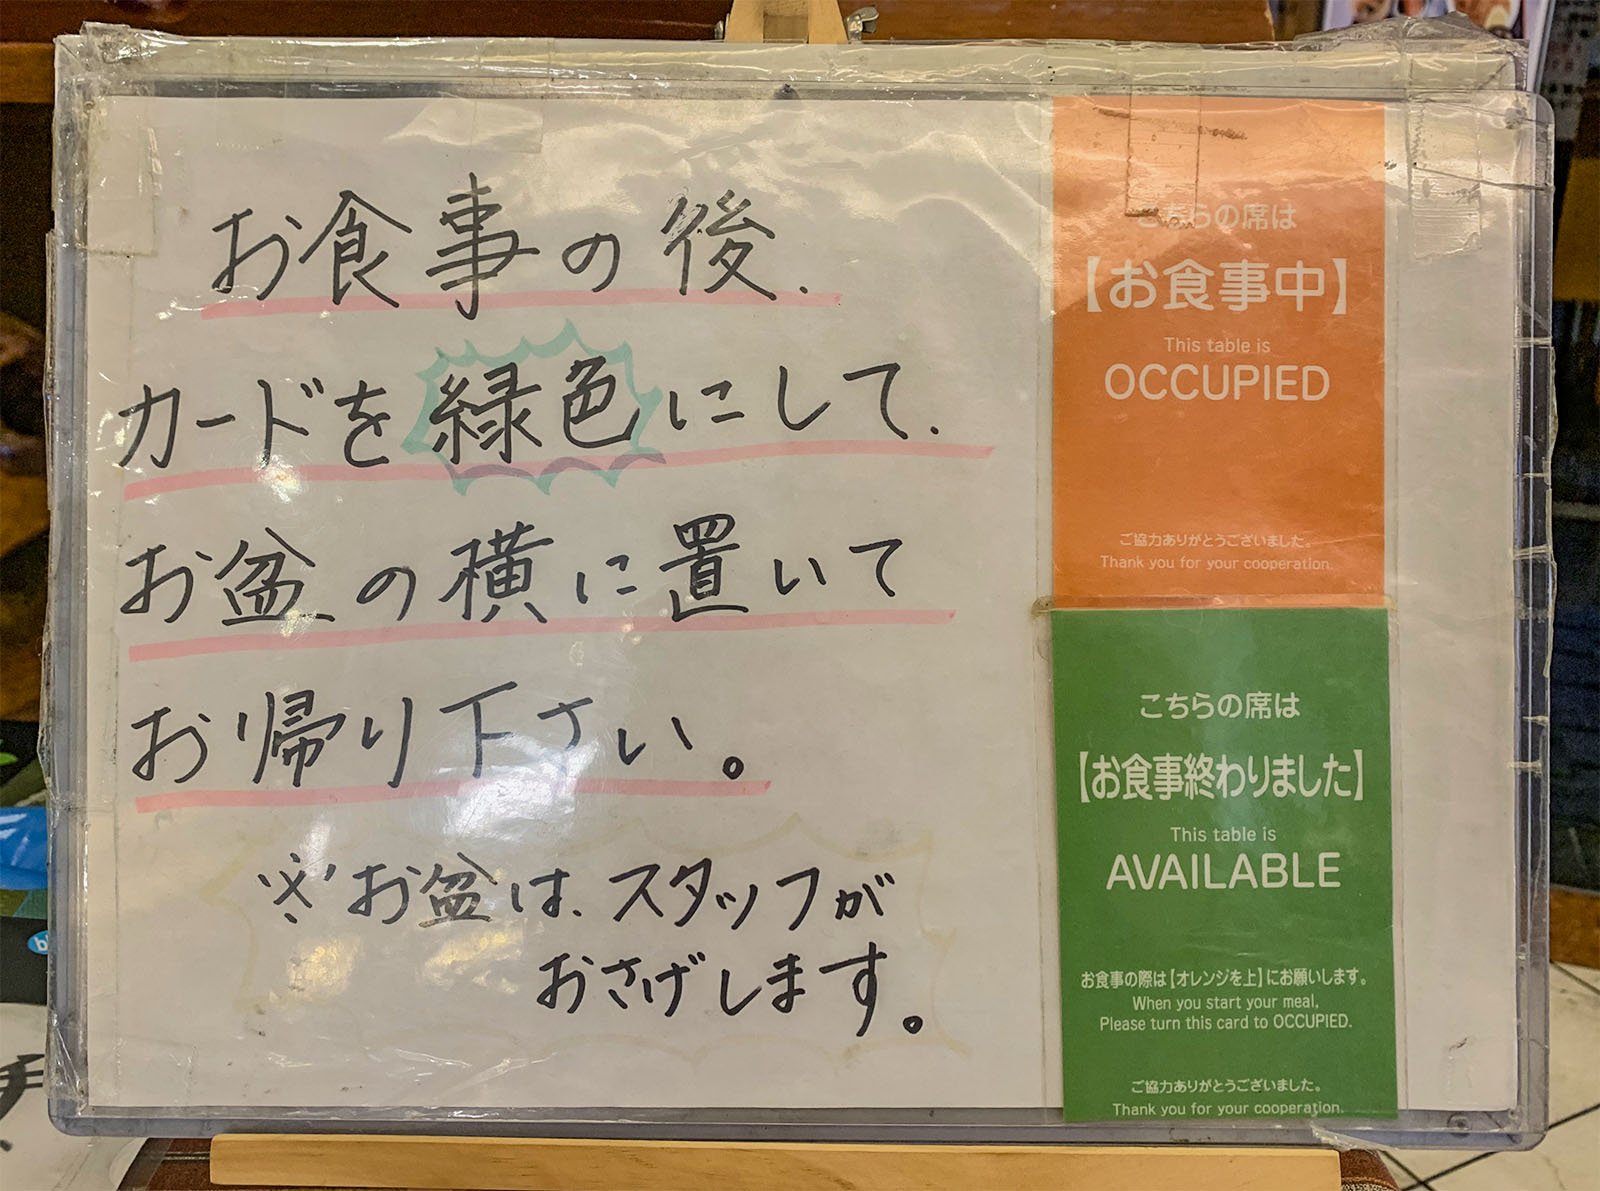 お食事の後、
カードを緑色にして、
お盆の横に置いて
お帰り下さい。
※お盆は、スタッフが
おさげします。
こちらの席は
【お食事中】
This table is
OCCUPIED
ご協力ありがとうございました。
Thank you for your cooperation.
こちらの席は
【お食事終わりました】
This table is
AVAILABLE
お食事の際は【オレンジを上】にお願いします。
When you start your meal,
Please turn this card to OCCUPIED.
ご協力ありがとうございました。
Thank you for your cooperation.